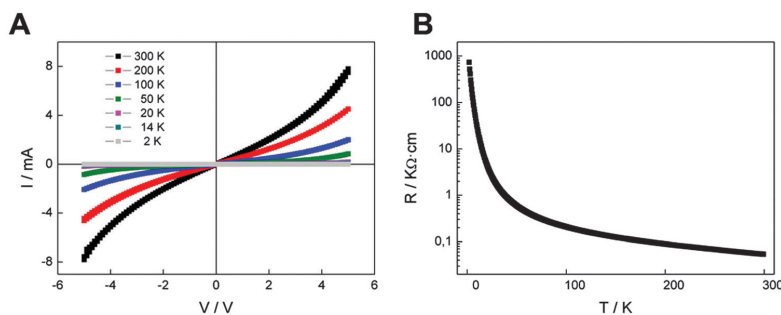 A
300 K
200 K
100 K
50 K
20 K
14 K
2 K
8
4
0
-4
-8
I / mA
-6 -4 -2 0 2 4 6
V / V
B
1000
100
10
1
0,1
R / KΩ·cm
0 100 200 300
T / K